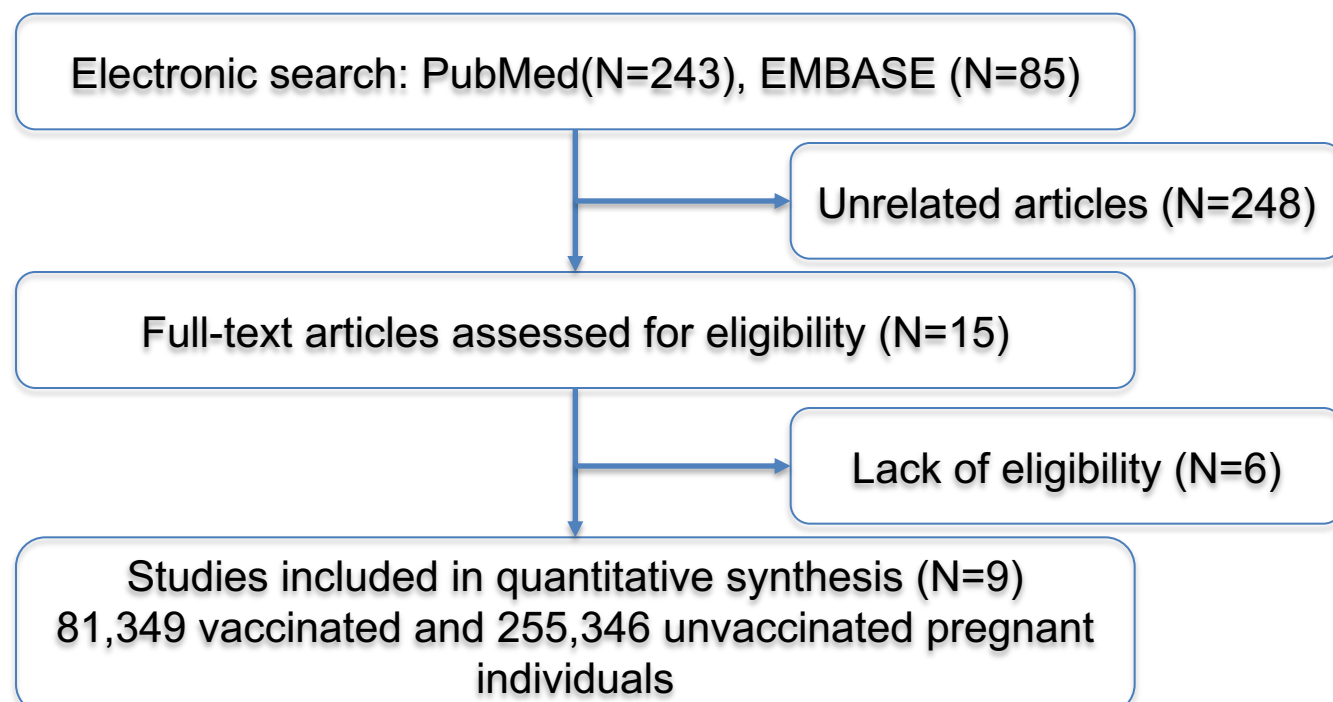 Electronic search: PubMed(N=243), EMBASE (N=85)
Unrelated articles (N=248)
Full-text articles assessed for eligibility (N=15)
Lack of eligibility (N=6)
Studies included in quantitative synthesis (N=9)
81,349 vaccinated and 255,346 unvaccinated pregnant
individuals